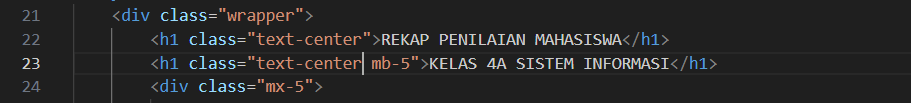 21 <div class="wrapper">
22 <h1 class="text-center">REKAP PENILAIAN MAHASISWA</h1>
23 <h1 class="text-center mb-5">KELAS 4A SISTEM INFORMASI</h1>
24 <div class="mx-5">